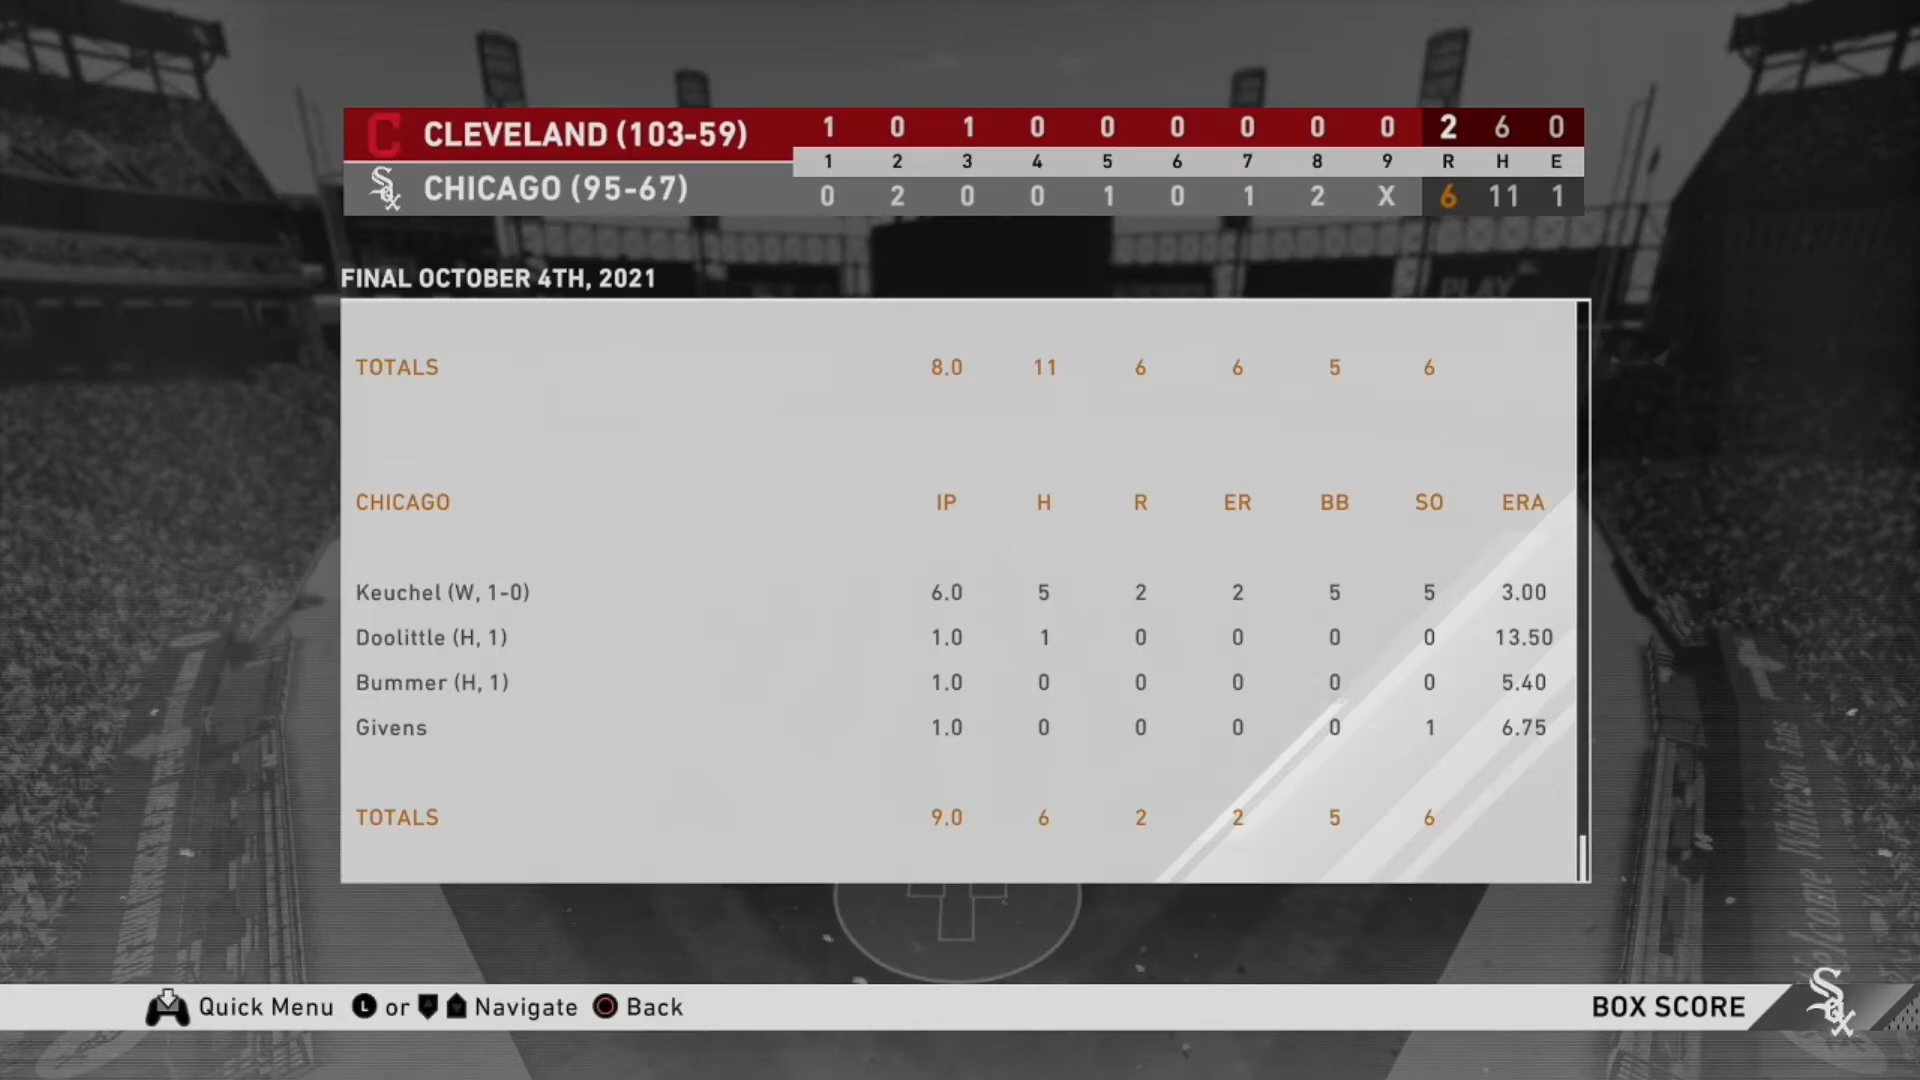 CLEVELAND (103-59) 1 0 1 0 0 0 0 0 0 2 6 0
1 2 3 4 5 6 7 8 9 R H E
CHICAGO (95-67) 0 2 0 0 1 0 1 2 X 6 11 1
FINAL OCTOBER 4TH, 2021
TOTALS 8.0 11 6 6 5 6
CHICAGO IP H R ER BB SO ERA
Keuchel (W, 1-0) 6.0 5 2 2 5 5 3.00
Doolittle (H, 1) 1.0 1 0 0 0 0 13.50
Bummer (H, 1) 1.0 0 0 0 0 0 5.40
Givens 1.0 0 0 0 0 1 6.75
TOTALS 9.0 6 2 2 5 6
Quick Menu L or Navigate Back
BOX SCORE
Sox